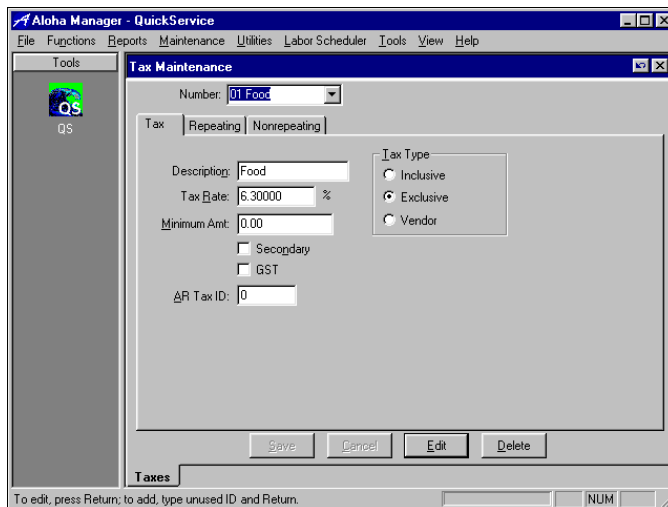 Aloha Manager - QuickService
File Functions Reports Maintenance Utilities Labor Scheduler Tools View Help
Tools
QS
QS
Tax Maintenance
Number: 01 Food
Tax Repeating Nonrepeating
Description: Food
Tax Rate: 6.30000 %
Minimum Amt: 0.00
Secondary
GST
AR Tax ID: 0
Tax Type
Inclusive
Exclusive
Vendor
Save Cancel Edit Delete
Taxes
To edit, press Return; to add, type unused ID and Return. NUM